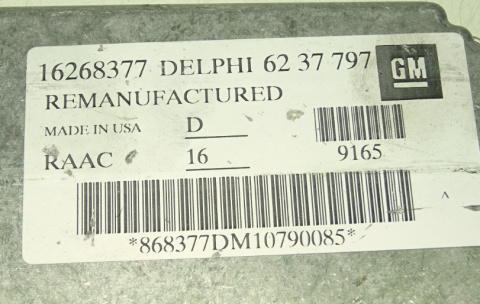 16268377 DELPHI 62 37 797
GM
REMANUFACTURED
MADE IN USA D
RAAC 16 9165
*868377DM10790085*